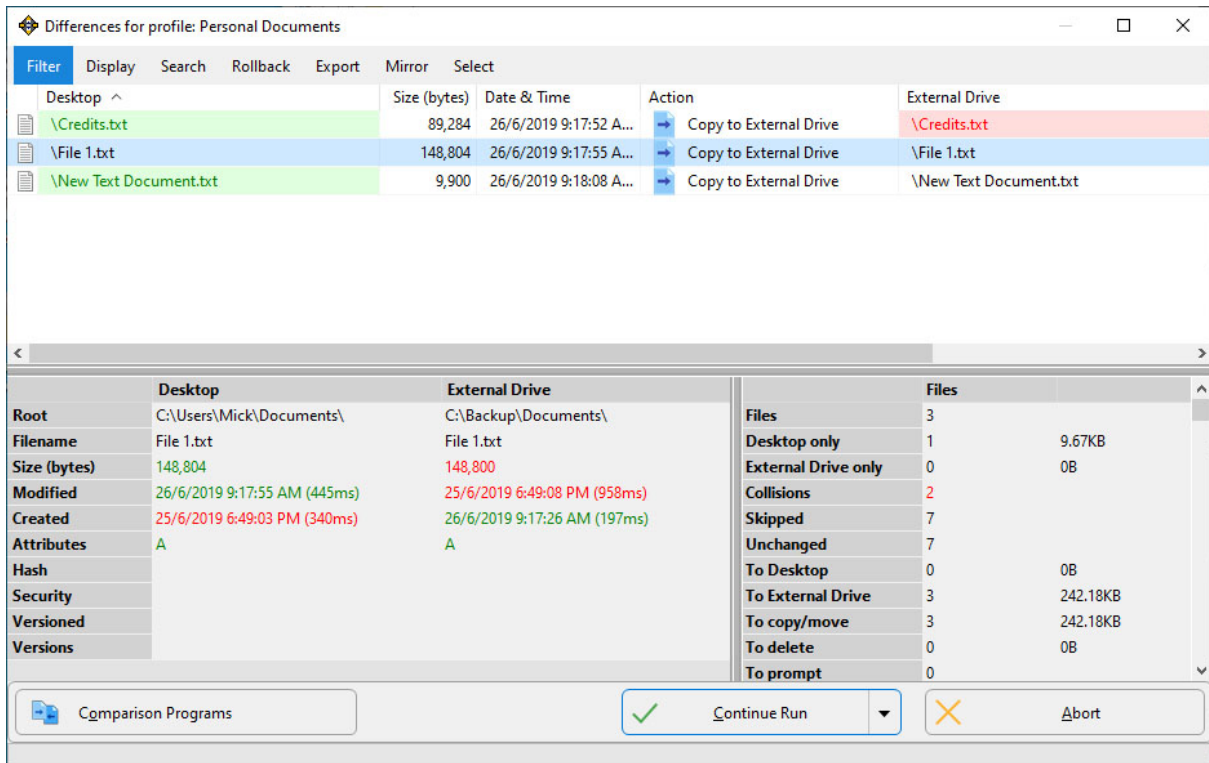 Differences for profile: Personal Documents
Filter Display Search Rollback Export Mirror Select
Desktop Size (bytes) Date & Time Action External Drive
\Credits.txt 89,284 26/6/2019 9:17:52 A... Copy to External Drive \Credits.txt
\File 1.txt 148,804 26/6/2019 9:17:55 A... Copy to External Drive \File 1.txt
\New Text Document.txt 9,900 26/6/2019 9:18:08 A... Copy to External Drive \New Text Document.txt
Desktop External Drive Files
Root C:\Users\Mick\Documents\ C:\Backup\Documents\ Files 3
Filename File 1.txt File 1.txt Desktop only 1 9.67KB
Size (bytes) 148,804 148,800 External Drive only 0 0B
Modified 26/6/2019 9:17:55 AM (445ms) 25/6/2019 6:49:08 PM (958ms) Collisions 2
Created 25/6/2019 6:49:03 PM (340ms) 26/6/2019 9:17:26 AM (197ms) Skipped 7
Attributes A A Unchanged 7
Hash To Desktop 0 0B
Security To External Drive 3 242.18KB
Versioned To copy/move 3 242.18KB
Versions To delete 0 0B
To prompt 0
Comparison Programs Continue Run Abort